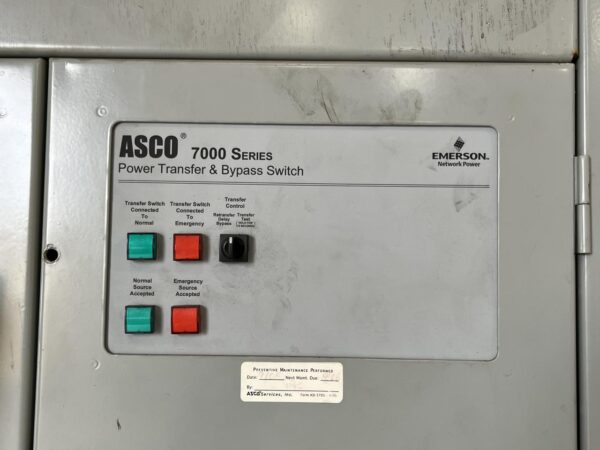 ASCO® 7000 SERIES
Power Transfer & Bypass Switch
EMERSON.
Network Power
Transfer Switch
Connected
To
Normal
Transfer Switch
Connected
To
Emergency
Transfer
Control
Retransfer
Delay
Bypass
Transfer
Test
Normal
Source
Accepted
Emergency
Source
Accepted
PREVENTIVE MAINTENANCE PERFORMED
Date: Next Maint. Due:
By:
ASCO Services, Inc.